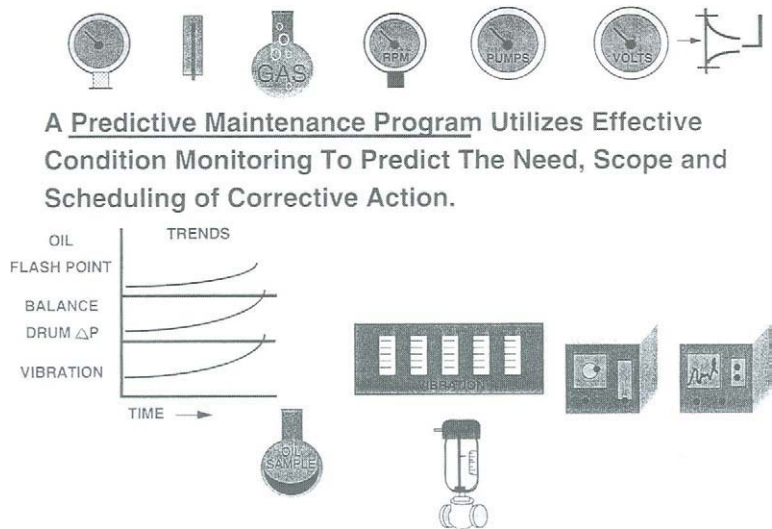 GAS
RPM
PUMPS
VOLTS
A Predictive Maintenance Program Utilizes Effective
Condition Monitoring To Predict The Need, Scope and
Scheduling of Corrective Action.
TRENDS
OIL
FLASH POINT
BALANCE
DRUM △P
VIBRATION
TIME
VIBRATION
OIL
SAMPLE